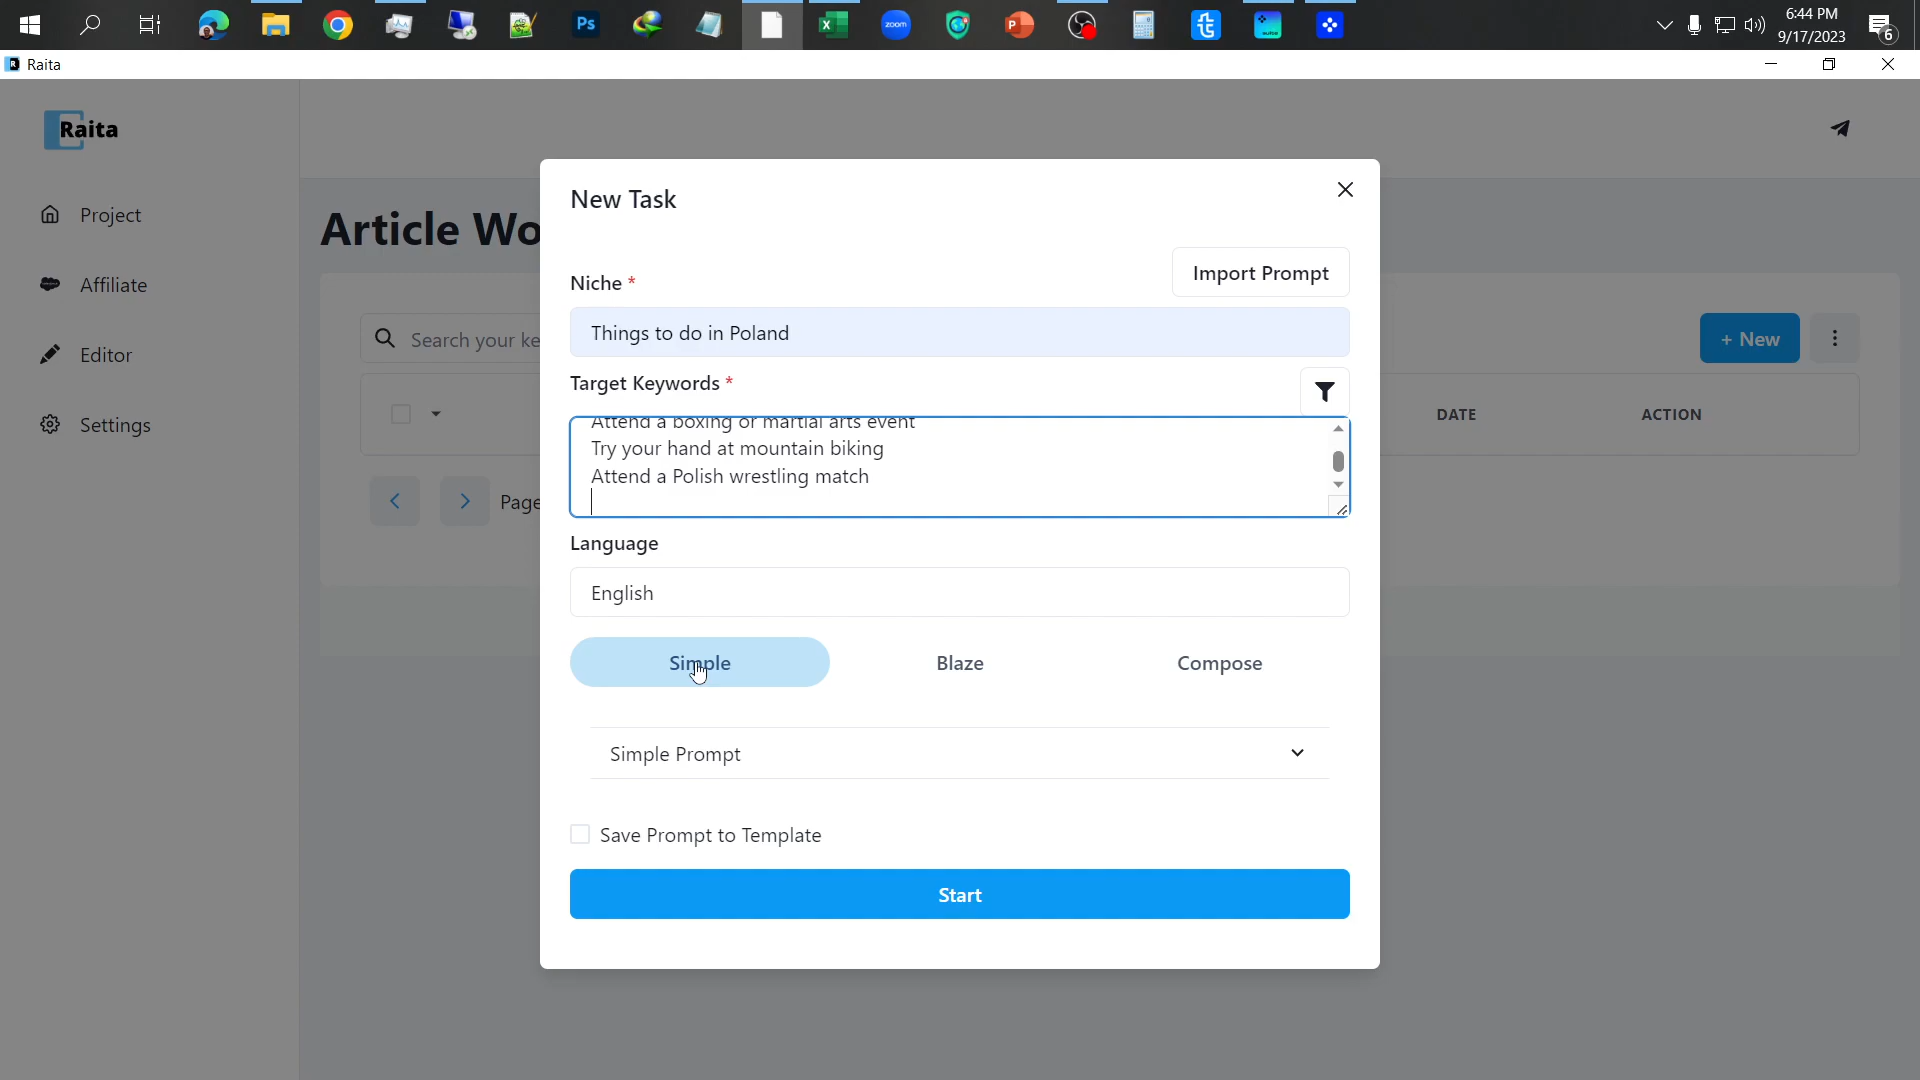 6:44 PM
9/17/2023
6
Ps
zoom
Raita
Raita
Project
Affiliate
Editor
Settings
Article Wo
Search your ke
Page
+ New
DATE
ACTION
New Task
Import Prompt
Niche *
Things to do in Poland
Target Keywords *
Attend a boxing or martial arts event
Try your hand at mountain biking
Attend a Polish wrestling match
Language
English
Simple
Blaze
Compose
Simple Prompt
Save Prompt to Template
Start